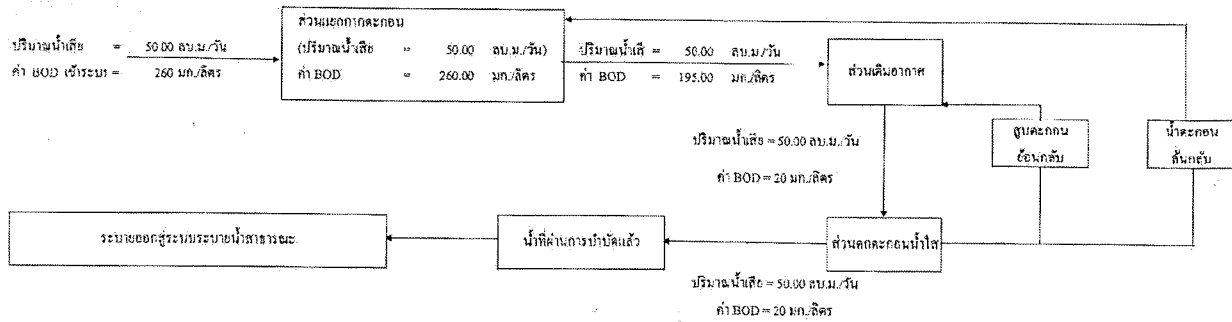 ส่วนแยกกากตะกอน
ปริมาณน้ำเสีย = 50.00 ลบ.ม./วัน
ค่า BOD เข้าระบบ = 260 มก./ลิตร
(ปริมาณน้ำเสีย = 50.00 ลบ.ม./วัน)
ค่า BOD = 260.00 มก./ลิตร
ปริมาณน้ำเสี = 50.00 ลบ.ม./วัน
ค่า BOD = 195.00 มก./ลิตร
ส่วนเติมอากาศ
สูบตะกอน
ย้อนกลับ
น้ำตะกอน
ล้นกลับ
ปริมาณน้ำเสีย = 50.00 ลบ.ม./วัน
ค่า BOD = 20 มก./ลิตร
ระบายออกสู่ระบบระบายน้ำสาธารณะ
น้ำที่ผ่านการบำบัดแล้ว
ส่วนตกตะกอนน้ำใส
ปริมาณน้ำเสีย = 50.00 ลบ.ม./วัน
ค่า BOD = 20 มก./ลิตร